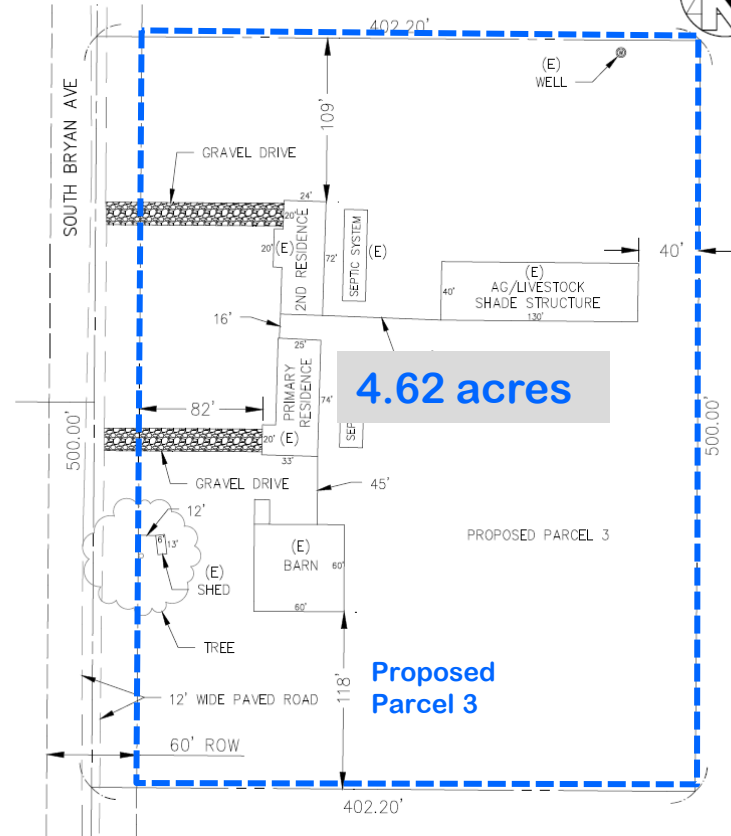 402.20'
(E)
WELL
SOUTH BRYAN AVE
109'
GRAVEL DRIVE
24'
20'
2ND RESIDENCE
20'
(E)
72'
SEPTIC SYSTEM
(E)
40'
(E)
AG/LIVESTOCK
SHADE STRUCTURE
40'
130'
16'
25'
PRIMARY
RESIDENCE
74'
4.62 acres
82'
20'
(E)
33'
SEP
500.00'
500.00'
GRAVEL DRIVE
45'
12'
6'
13'
(E)
SHED
(E)
BARN
60'
60'
PROPOSED PARCEL 3
TREE
Proposed
Parcel 3
118'
12' WIDE PAVED ROAD
60' ROW
402.20'